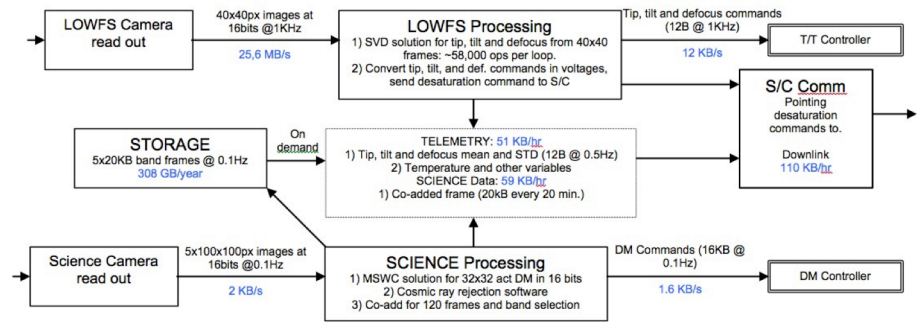 LOWFS Camera
read out
40x40px images at
16bits @1KHz
25,6 MB/s
LOWFS Processing
1) SVD solution for tip, tilt and defocus from 40x40
frames: ~58,000 ops per loop.
2) Convert tip, tilt, and def. commands in voltages,
send desaturation command to S/C
Tip, tilt and defocus commands
(12B @ 1KHz)
12 KB/s
T/T Controller
S/C Comm
Pointing
desaturation
commands to.
Downlink
110 KB/hr
STORAGE
5x20KB band frames @ 0.1Hz
308 GB/year
On
demand
TELEMETRY: 51 KB/hr
1) Tip, tilt and defocus mean and STD (12B @ 0.5Hz)
2) Temperature and other variables
SCIENCE Data: 59 KB/hr
1) Co-added frame (20kB every 20 min.)
Science Camera
read out
5x100x100px images at
16bits @0.1Hz
2 KB/s
SCIENCE Processing
1) MSWC solution for 32x32 act DM in 16 bits
2) Cosmic ray rejection software
3) Co-add for 120 frames and band selection
DM Commands (16KB @
0.1Hz)
1.6 KB/s
DM Controller